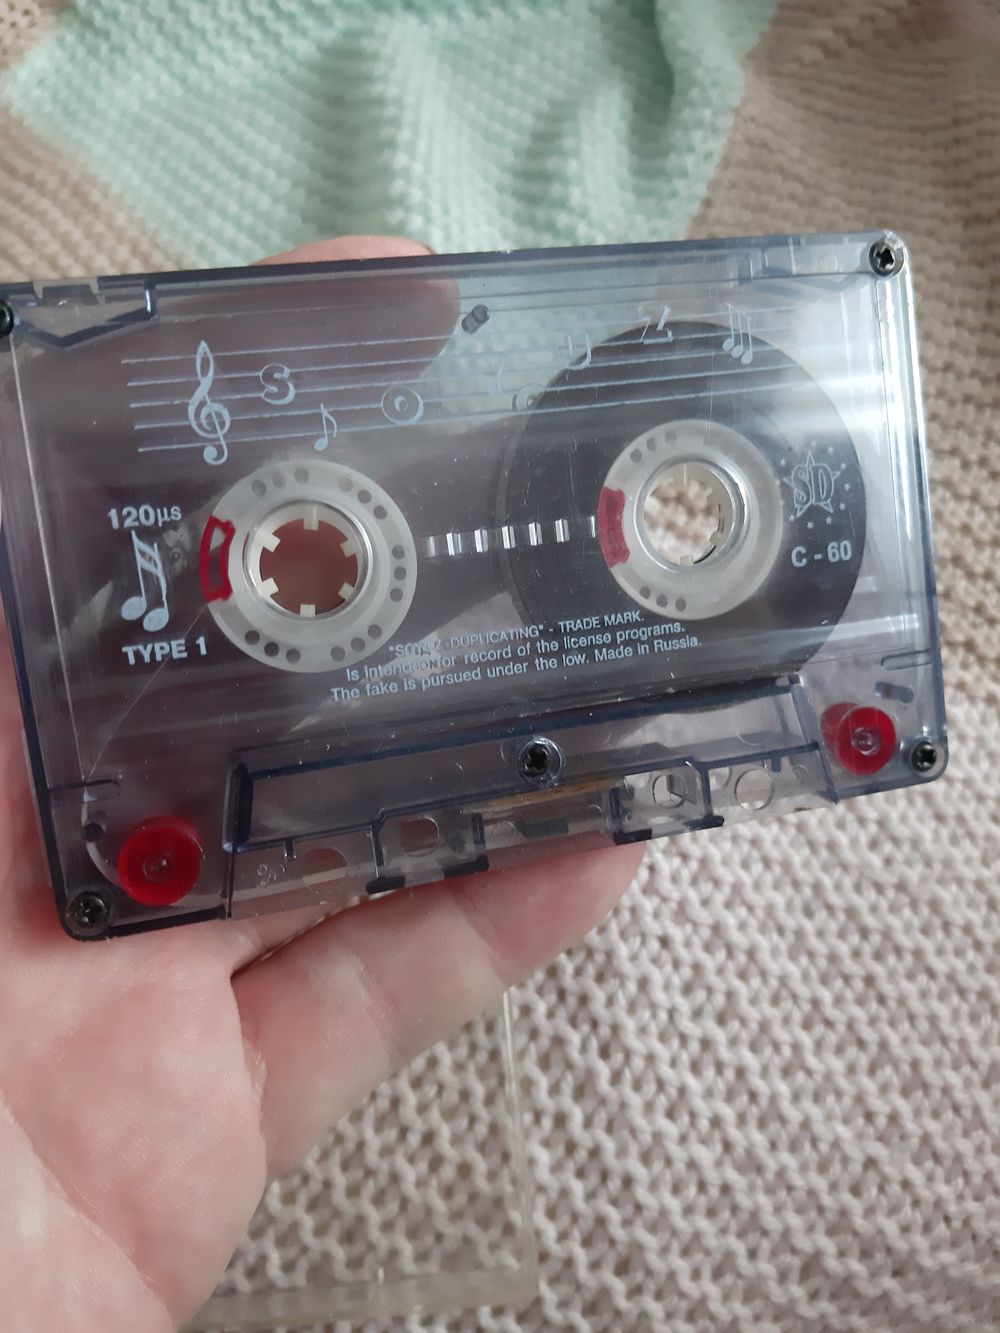 S O Y U Z
120µs
SD
C - 60
TYPE 1
"SOYUZ DUPLICATING" - TRADE MARK.
Is intended for record of the license programs.
The fake is pursued under the low. Made in Russia.